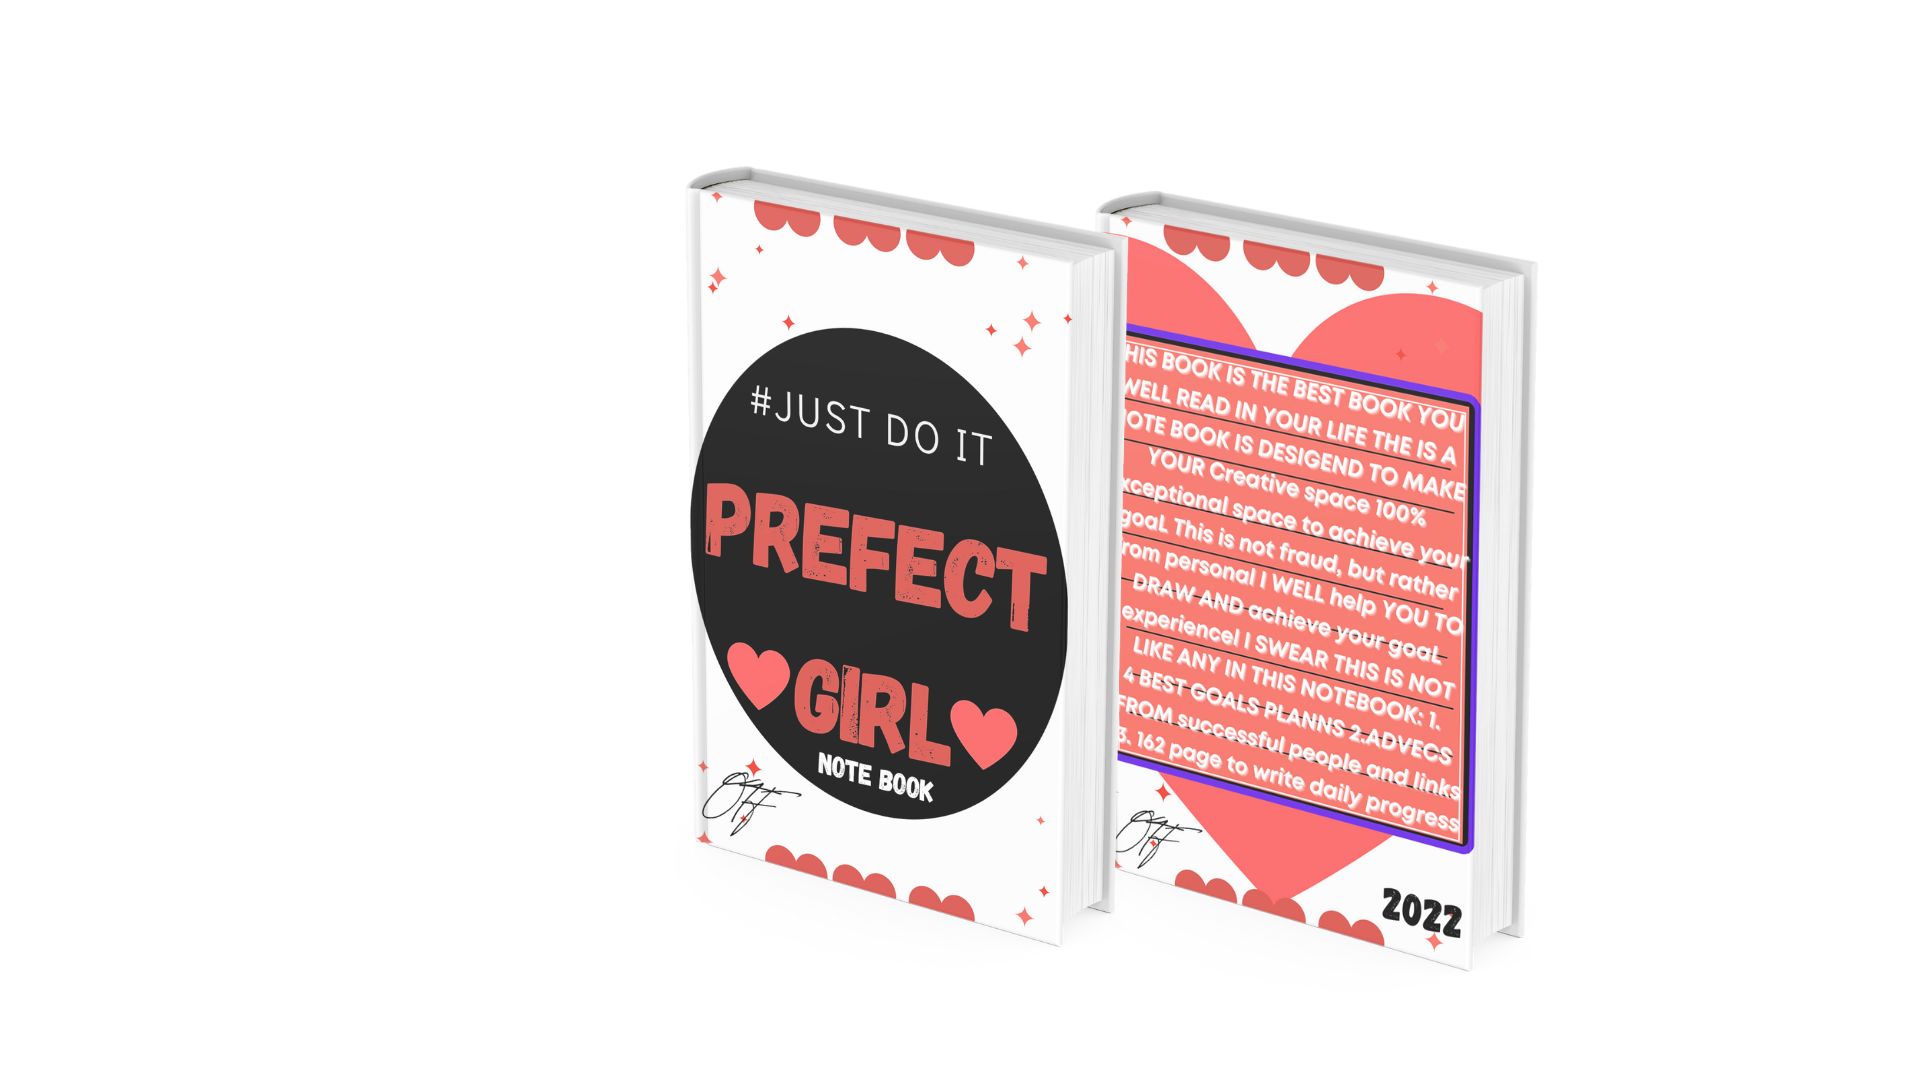 #JUST DO IT
PREFECT
GIRL
NOTE BOOK
HIS BOOK IS THE BEST BOOK YOU
WELL READ IN YOUR LIFE THE IS A
OTE BOOK IS DESIGEND TO MAKE
YOUR Creative space 100%
xceptional space to achieve your
goal. This is not fraud, but rather
rom personal I WELL help YOU TO
DRAW AND achieve your goal
experience! I SWEAR THIS IS NOT
LIKE ANY IN THIS NOTEBOOK: 1.
4 BEST GOALS PLANNS 2.ADVECS
FROM successful people and links
3. 162 page to write daily progress
2022